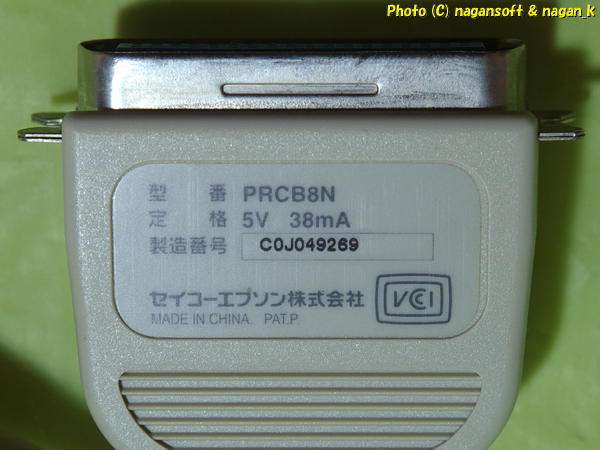 Photo (C) nagansoft & nagan_k
型 番 PRCB8N
定 格 5V 38mA
製造番号 C0J049269
セイコーエプソン株式会社 VCCI
MADE IN CHINA. PAT.P.